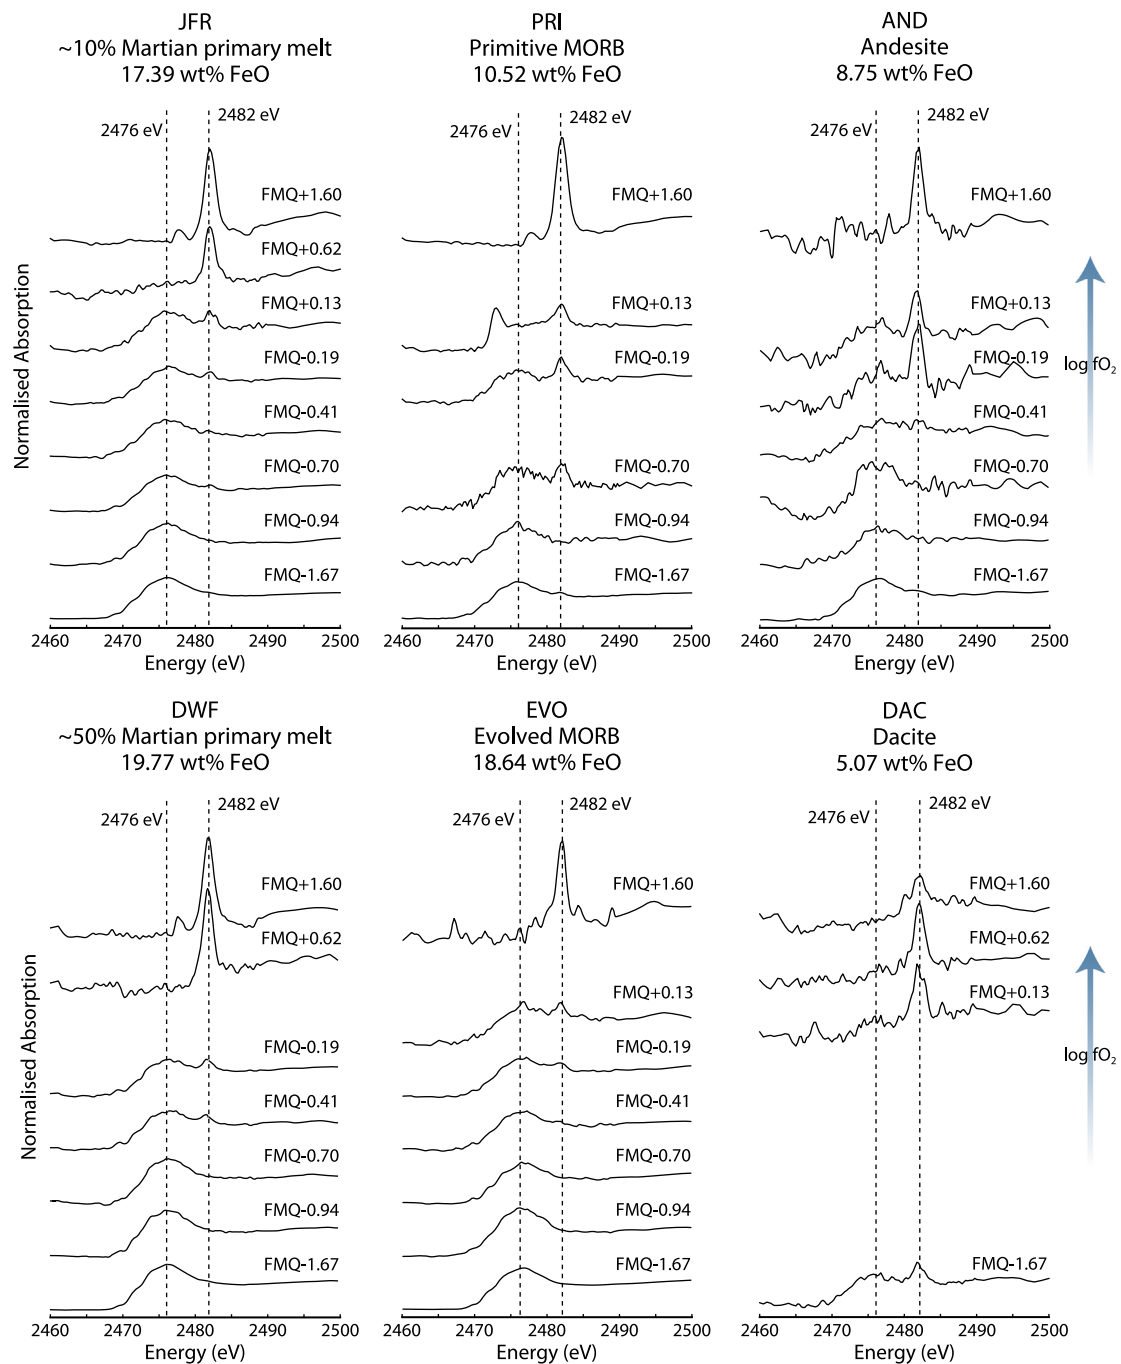 JFR
~10% Martian primary melt
17.39 wt% FeO
2476 eV
2482 eV
FMQ+1.60
FMQ+0.62
FMQ+0.13
FMQ-0.19
FMQ-0.41
FMQ-0.70
FMQ-0.94
FMQ-1.67
2460 2470 2480 2490 2500
Energy (eV)
Normalised Absorption
PRI
Primitive MORB
10.52 wt% FeO
2476 eV
2482 eV
FMQ+1.60
FMQ+0.13
FMQ-0.19
FMQ-0.70
FMQ-0.94
FMQ-1.67
2460 2470 2480 2490 2500
Energy (eV)
AND
Andesite
8.75 wt% FeO
2476 eV
2482 eV
FMQ+1.60
FMQ+0.13
FMQ-0.19
FMQ-0.41
FMQ-0.70
FMQ-0.94
FMQ-1.67
2460 2470 2480 2490 2500
Energy (eV)
log fO₂
DWF
~50% Martian primary melt
19.77 wt% FeO
2476 eV
2482 eV
FMQ+1.60
FMQ+0.62
FMQ-0.19
FMQ-0.41
FMQ-0.70
FMQ-0.94
FMQ-1.67
2460 2470 2480 2490 2500
Energy (eV)
Normalised Absorption
EVO
Evolved MORB
18.64 wt% FeO
2476 eV
2482 eV
FMQ+1.60
FMQ+0.13
FMQ-0.19
FMQ-0.41
FMQ-0.70
FMQ-0.94
FMQ-1.67
2460 2470 2480 2490 2500
Energy (eV)
DAC
Dacite
5.07 wt% FeO
2476 eV
2482 eV
FMQ+1.60
FMQ+0.62
FMQ+0.13
FMQ-1.67
2460 2470 2480 2490 2500
Energy (eV)
log fO₂